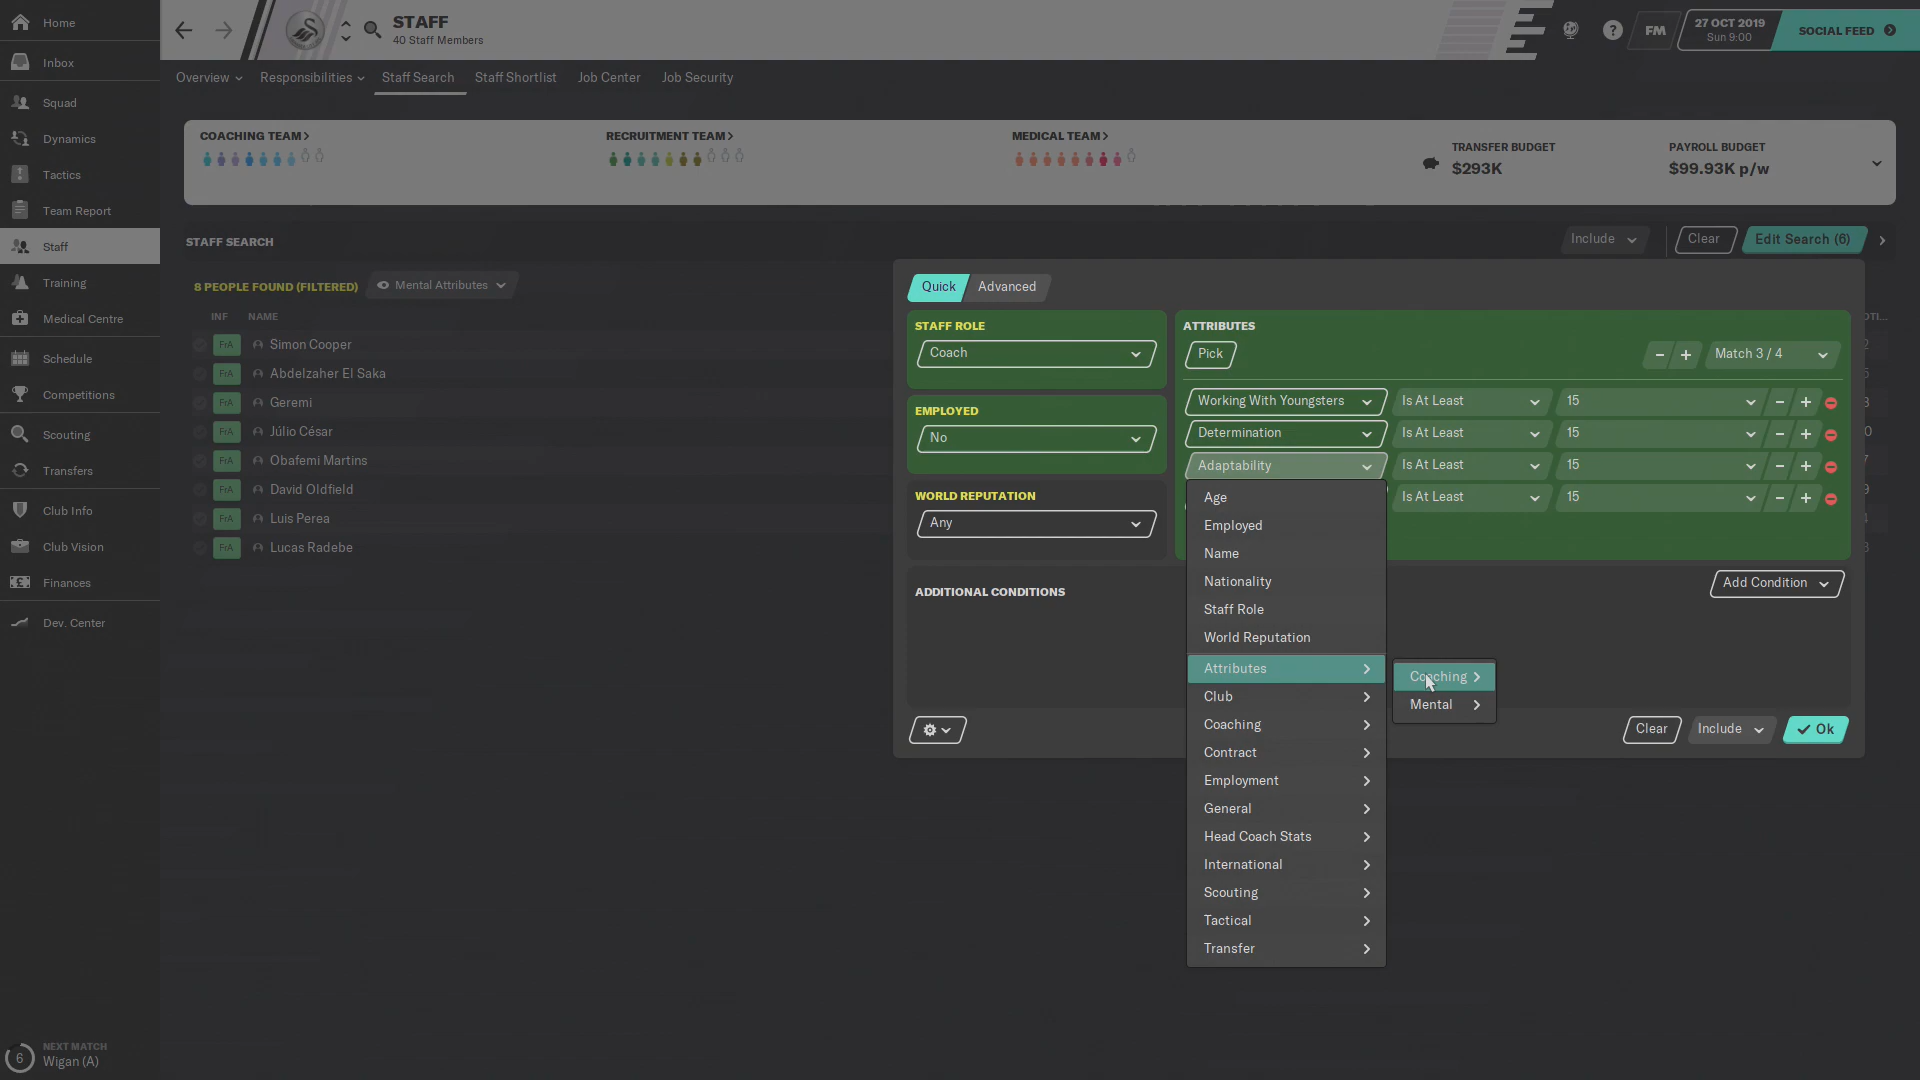 Home
Inbox
Squad
Dynamics
Tactics
Team Report
Staff
Training
Medical Centre
Schedule
Competitions
Scouting
Transfers
Club Info
Club Vision
Finances
Dev. Center
6
NEXT MATCH
Wigan (A)
STAFF
40 Staff Members
?
FM
27 OCT 2019
Sun 9:00
SOCIAL FEED
Overview
Responsibilities
Staff Search
Staff Shortlist
Job Center
Job Security
COACHING TEAM
RECRUITMENT TEAM
MEDICAL TEAM
TRANSFER BUDGET
$293K
PAYROLL BUDGET
$99.93K p/w
STAFF SEARCH
Include
Clear
Edit Search (6)
8 PEOPLE FOUND (FILTERED)
Mental Attributes
INF NAME
FrA Simon Cooper
FrA Abdelzaher El Saka
FrA Geremi
FrA Júlio César
FrA Obafemi Martins
FrA David Oldfield
FrA Luis Perea
FrA Lucas Radebe
Quick
Advanced
STAFF ROLE
Coach
EMPLOYED
No
WORLD REPUTATION
Any
ATTRIBUTES
Pick
Match 3 / 4
Working With Youngsters Is At Least 15
Determination Is At Least 15
Adaptability Is At Least 15
Is At Least 15
Age
Employed
Name
Nationality
Staff Role
World Reputation
Attributes
Club
Coaching
Contract
Employment
General
Head Coach Stats
International
Scouting
Tactical
Transfer
Coaching
Mental
ADDITIONAL CONDITIONS
Add Condition
Clear
Include
Ok